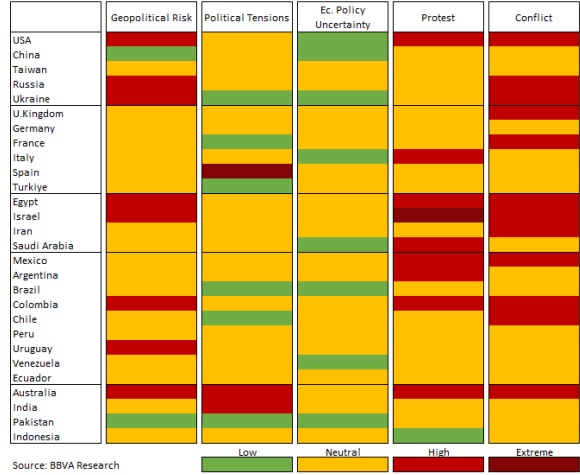 Geopolitical Risk Political Tensions Ec. Policy Uncertainty Protest Conflict
USA
China
Taiwan
Russia
Ukraine
U.Kingdom
Germany
France
Italy
Spain
Turkiye
Egypt
Israel
Iran
Saudi Arabia
Mexico
Argentina
Brazil
Colombia
Chile
Peru
Uruguay
Venezuela
Ecuador
Australia
India
Pakistan
Indonesia
Low Neutral High Extreme
Source: BBVA Research